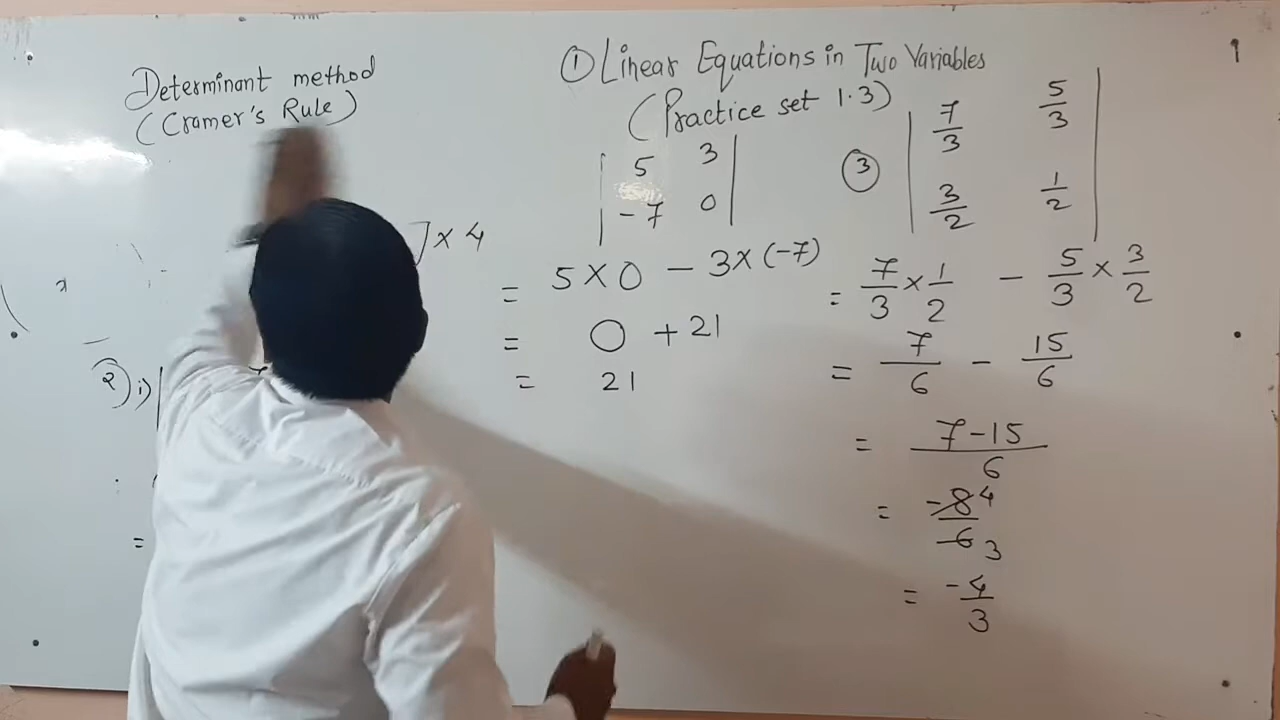 Determinant method
(Cramer's Rule)
] × 4
2) i) |
=
① Linear Equations in Two Variables
(Practice set 1.3)
| 5 3 |
| -7 0 |
= 5 × 0 - 3 × (-7)
= 0 + 21
= 21
1
③ | 7/3 5/3 |
| 3/2 1/2 |
= 7/3 × 1/2 - 5/3 × 3/2
= 7/6 - 15/6
= 7-15/6
= -8/6 4 3
= -4/3